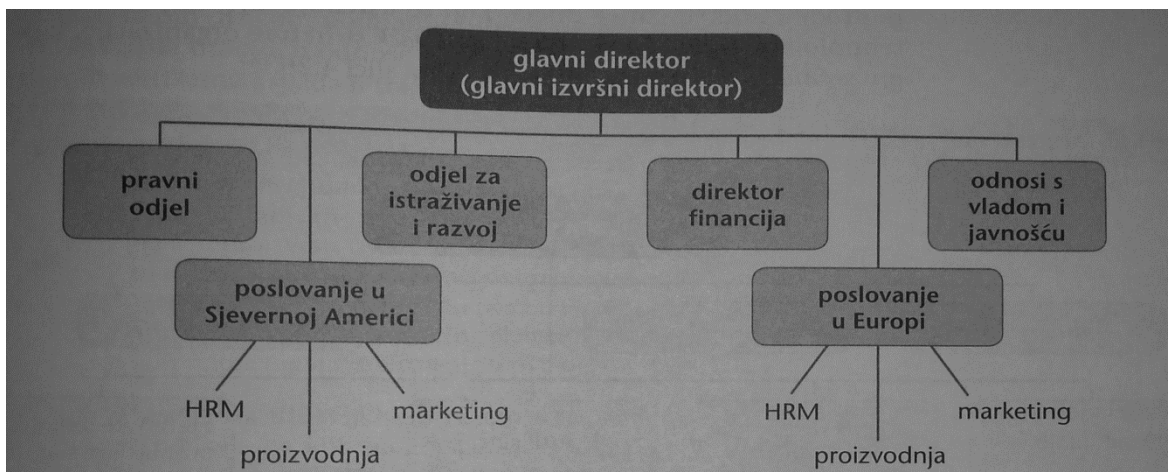 glavni direktor
(glavni izvršni direktor)
pravni
odjel
odjel za
istraživanje
i razvoj
direktor
financija
odnosi s
vladom i
javnošću
poslovanje u
Sjevernoj Americi
poslovanje
u Europi
HRM
marketing
proizvodnja
HRM
marketing
proizvodnja